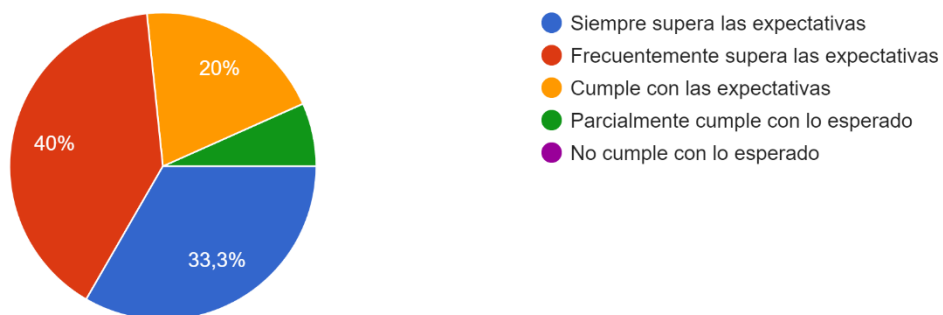 20%
40%
33,3%
Siempre supera las expectativas
Frecuentemente supera las expectativas
Cumple con las expectativas
Parcialmente cumple con lo esperado
No cumple con lo esperado